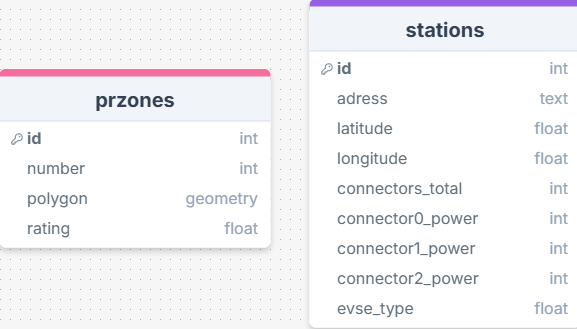 przones
id int
number int
polygon geometry
rating float
stations
id int
adress text
latitude float
longitude float
connectors_total int
connector0_power int
connector1_power int
connector2_power int
evse_type float